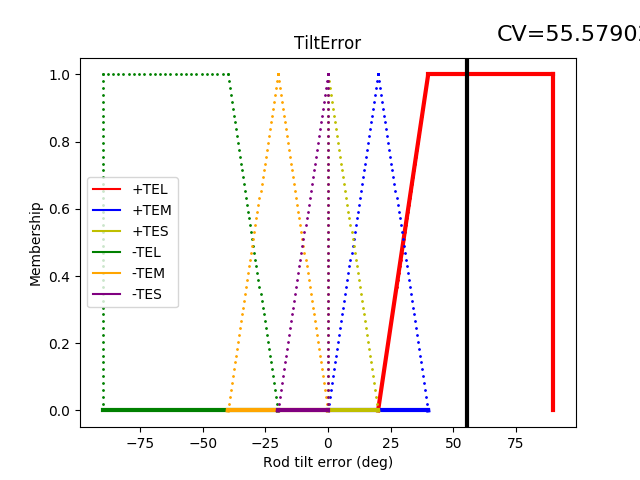 CV=55.5790
TiltError
Membership
1.0
0.8
0.6
0.4
0.2
0.0
+TEL
+TEM
+TES
-TEL
-TEM
-TES
−75
−50
−25
0
25
50
75
Rod tilt error (deg)